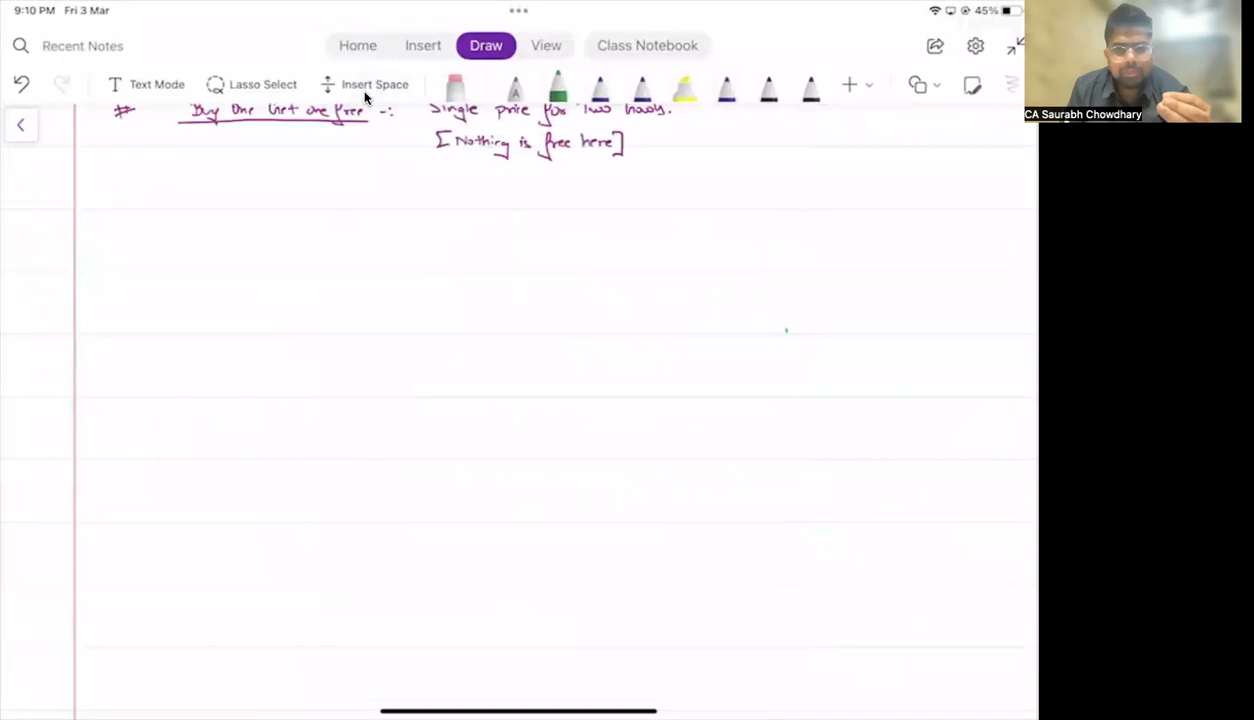 9:10 PM Fri 3 Mar
45%
Recent Notes
Home Insert Draw View Class Notebook
T Text Mode Lasso Select Insert Space
A
# Buy One Get one free -: Single price for Two
[Nothing is free here]
CA Saurabh Chowdhary